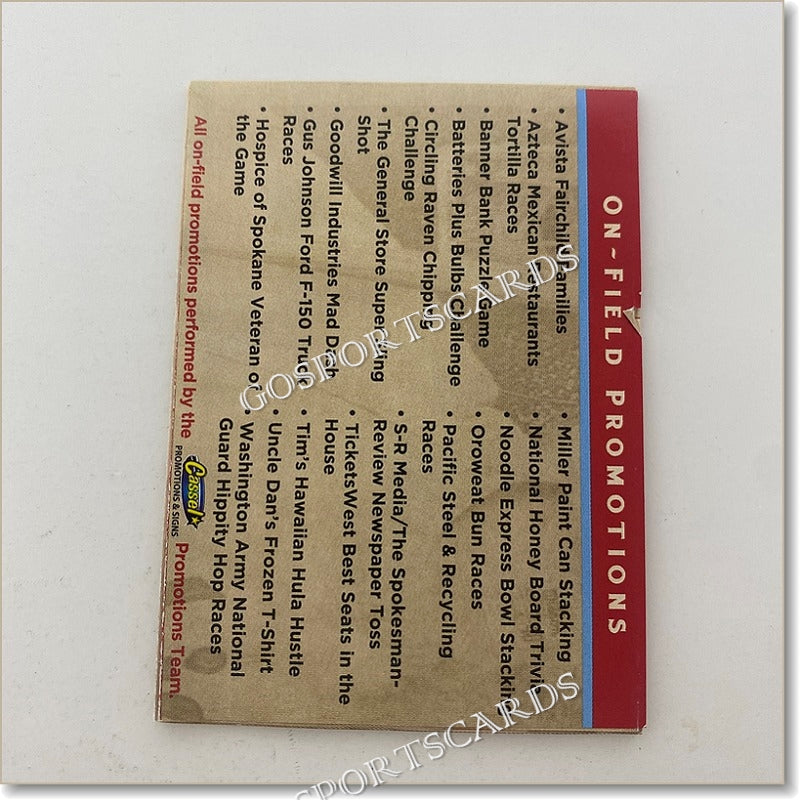 ON~FIELD PROMOTIONS
• Avista Fairchild Families
• Azteca Mexican Restaurants
Tortilla Races
• Banner Bank Puzzle Game
• Batteries Plus Bulbs Challenge
• Circling Raven Chipping
Challenge
• The General Store Super Sling
Shot
• Goodwill Industries Mad Dash
• Gus Johnson Ford F-150 Truck
Races
• Hospice of Spokane Veteran of
the Game
• Miller Paint Can Stacking
• National Honey Board Trivia
• Noodle Express Bowl Stacking
• Oroweat Bun Races
• Pacific Steel & Recycling
Races
• S-R Media/The Spokesman-
Review Newspaper Toss
• TicketsWest Best Seats in the
House
• Tim's Hawaiian Hula Hustle
• Uncle Dan's Frozen T-Shirt
• Washington Army National
Guard Hippity Hop Races
All on-field promotions performed by the Cassel PROMOTIONS & SIGNS Promotions Team.
GOSPORTSCARDS
SPORTSCARDS